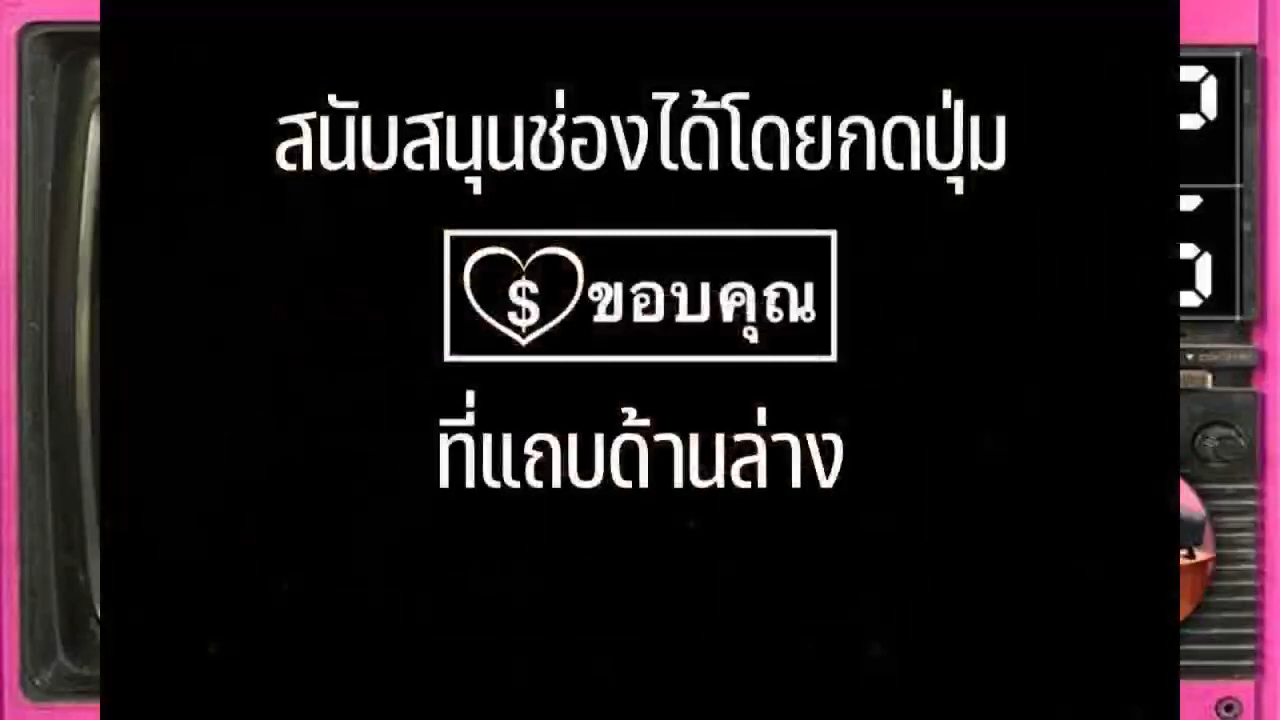 สนับสนุนช่องได้โดยกดปุ่ม
$ ขอบคุณ
ที่แถบด้านล่าง